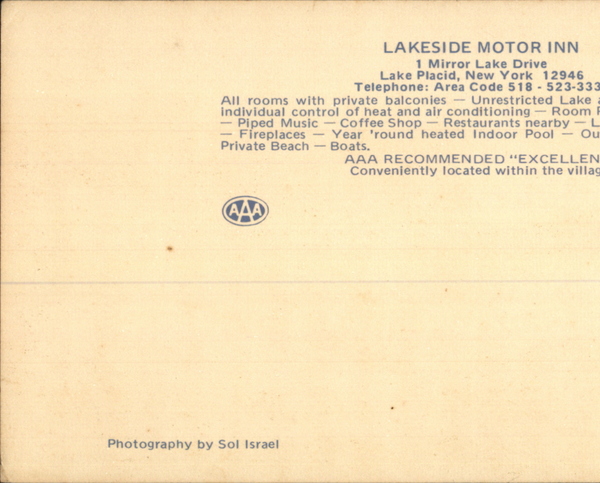 LAKESIDE MOTOR INN
1 Mirror Lake Drive
Lake Placid, New York 12946
Telephone: Area Code 518 - 523-333
All rooms with private balconies — Unrestricted Lake
individual control of heat and air conditioning — Room
— Piped Music — Coffee Shop — Restaurants nearby —
— Fireplaces — Year 'round heated Indoor Pool —
Private Beach — Boats.
AAA RECOMMENDED "EXCELLEN
Conveniently located within the villag
AAA
Photography by Sol Israel